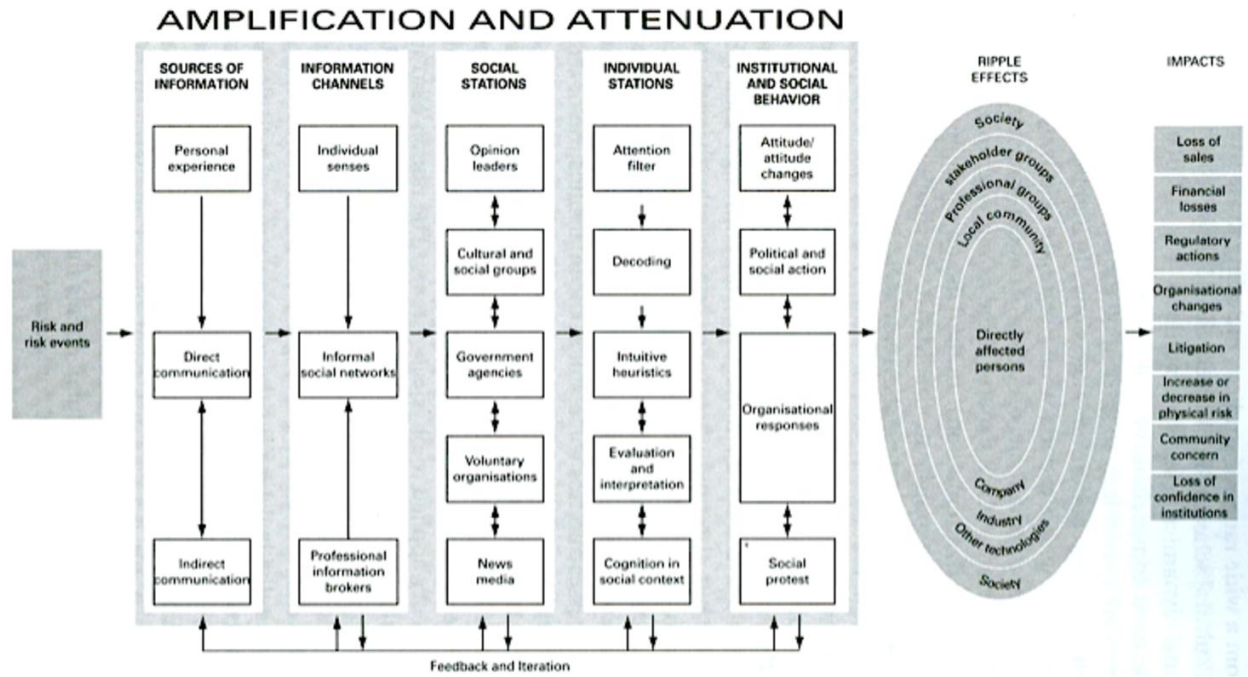 AMPLIFICATION AND ATTENUATION
SOURCES OF
INFORMATION
Personal
experience
Direct
communication
Indirect
communication
INFORMATION
CHANNELS
Individual
senses
Informal
social networks
Professional
information
brokers
SOCIAL
STATIONS
Opinion
leaders
Cultural and
social groups
Government
agencies
Voluntary
organisations
News
media
INDIVIDUAL
STATIONS
Attention
filter
Decoding
Intuitive
heuristics
Evaluation
and
interpretation
Cognition in
social context
INSTITUTIONAL
AND SOCIAL
BEHAVIOR
Attitude/
attitude
changes
Political and
social action
Organisational
responses
Social
protest
Risk and
risk events
Feedback and Iteration
RIPPLE
EFFECTS
Society
stakeholder groups
Professional groups
Local community
Directly
affected
persons
Company
Industry
Other technologies
Society
IMPACTS
Loss of
sales
Financial
losses
Regulatory
actions
Organisational
changes
Litigation
Increase or
decrease in
physical risk
Community
concern
Loss of
confidence in
institutions